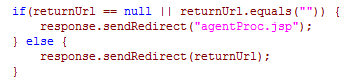 if(returnUrl == null || returnUrl.equals("")) {
    response.sendRedirect("agentProc.jsp");
} else {
    response.sendRedirect(returnUrl);
}